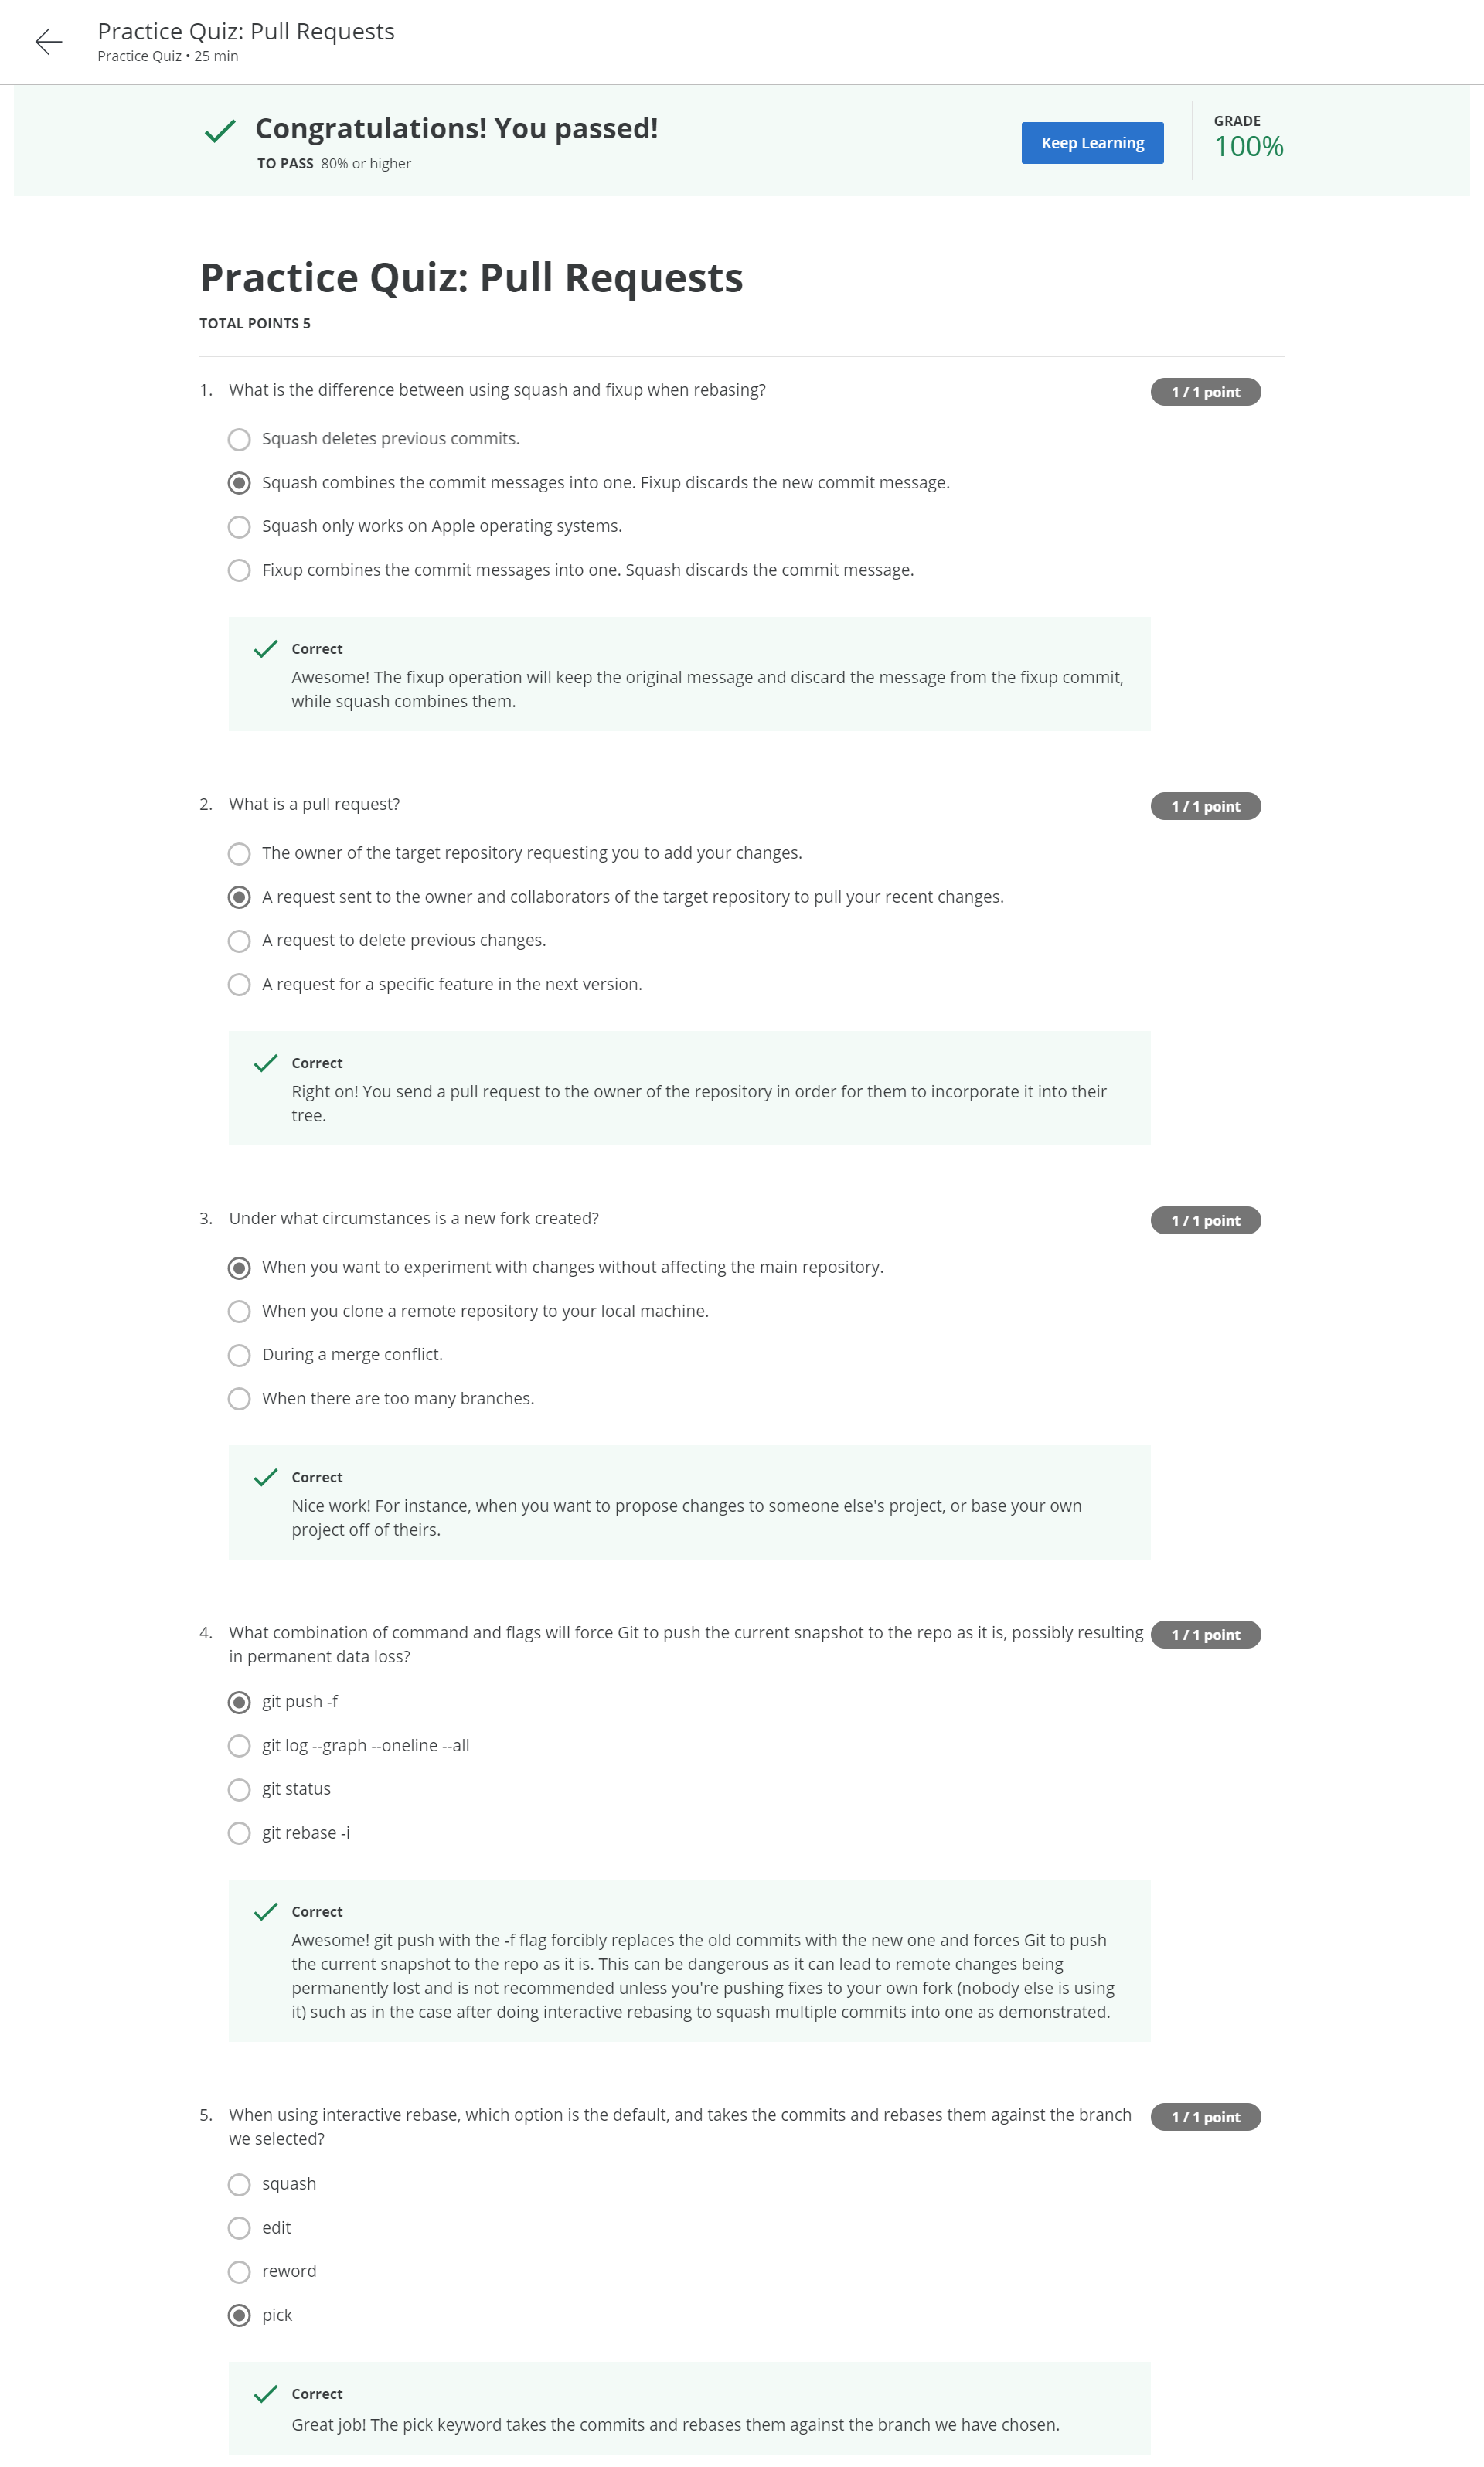 Practice Quiz: Pull Requests
Practice Quiz • 25 min
Congratulations! You passed!
TO PASS 80% or higher
Keep Learning
GRADE
100%
Practice Quiz: Pull Requests
TOTAL POINTS 5
1. What is the difference between using squash and fixup when rebasing?
1 / 1 point
Squash deletes previous commits.
Squash combines the commit messages into one. Fixup discards the new commit message.
Squash only works on Apple operating systems.
Fixup combines the commit messages into one. Squash discards the commit message.
Correct
Awesome! The fixup operation will keep the original message and discard the message from the fixup commit,
while squash combines them.
2. What is a pull request?
1 / 1 point
The owner of the target repository requesting you to add your changes.
A request sent to the owner and collaborators of the target repository to pull your recent changes.
A request to delete previous changes.
A request for a specific feature in the next version.
Correct
Right on! You send a pull request to the owner of the repository in order for them to incorporate it into their
tree.
3. Under what circumstances is a new fork created?
1 / 1 point
When you want to experiment with changes without affecting the main repository.
When you clone a remote repository to your local machine.
During a merge conflict.
When there are too many branches.
Correct
Nice work! For instance, when you want to propose changes to someone else's project, or base your own
project off of theirs.
4. What combination of command and flags will force Git to push the current snapshot to the repo as it is, possibly resulting
in permanent data loss?
1 / 1 point
git push -f
git log --graph --oneline --all
git status
git rebase -i
Correct
Awesome! git push with the -f flag forcibly replaces the old commits with the new one and forces Git to push
the current snapshot to the repo as it is. This can be dangerous as it can lead to remote changes being
permanently lost and is not recommended unless you're pushing fixes to your own fork (nobody else is using
it) such as in the case after doing interactive rebasing to squash multiple commits into one as demonstrated.
5. When using interactive rebase, which option is the default, and takes the commits and rebases them against the branch
we selected?
1 / 1 point
squash
edit
reword
pick
Correct
Great job! The pick keyword takes the commits and rebases them against the branch we have chosen.